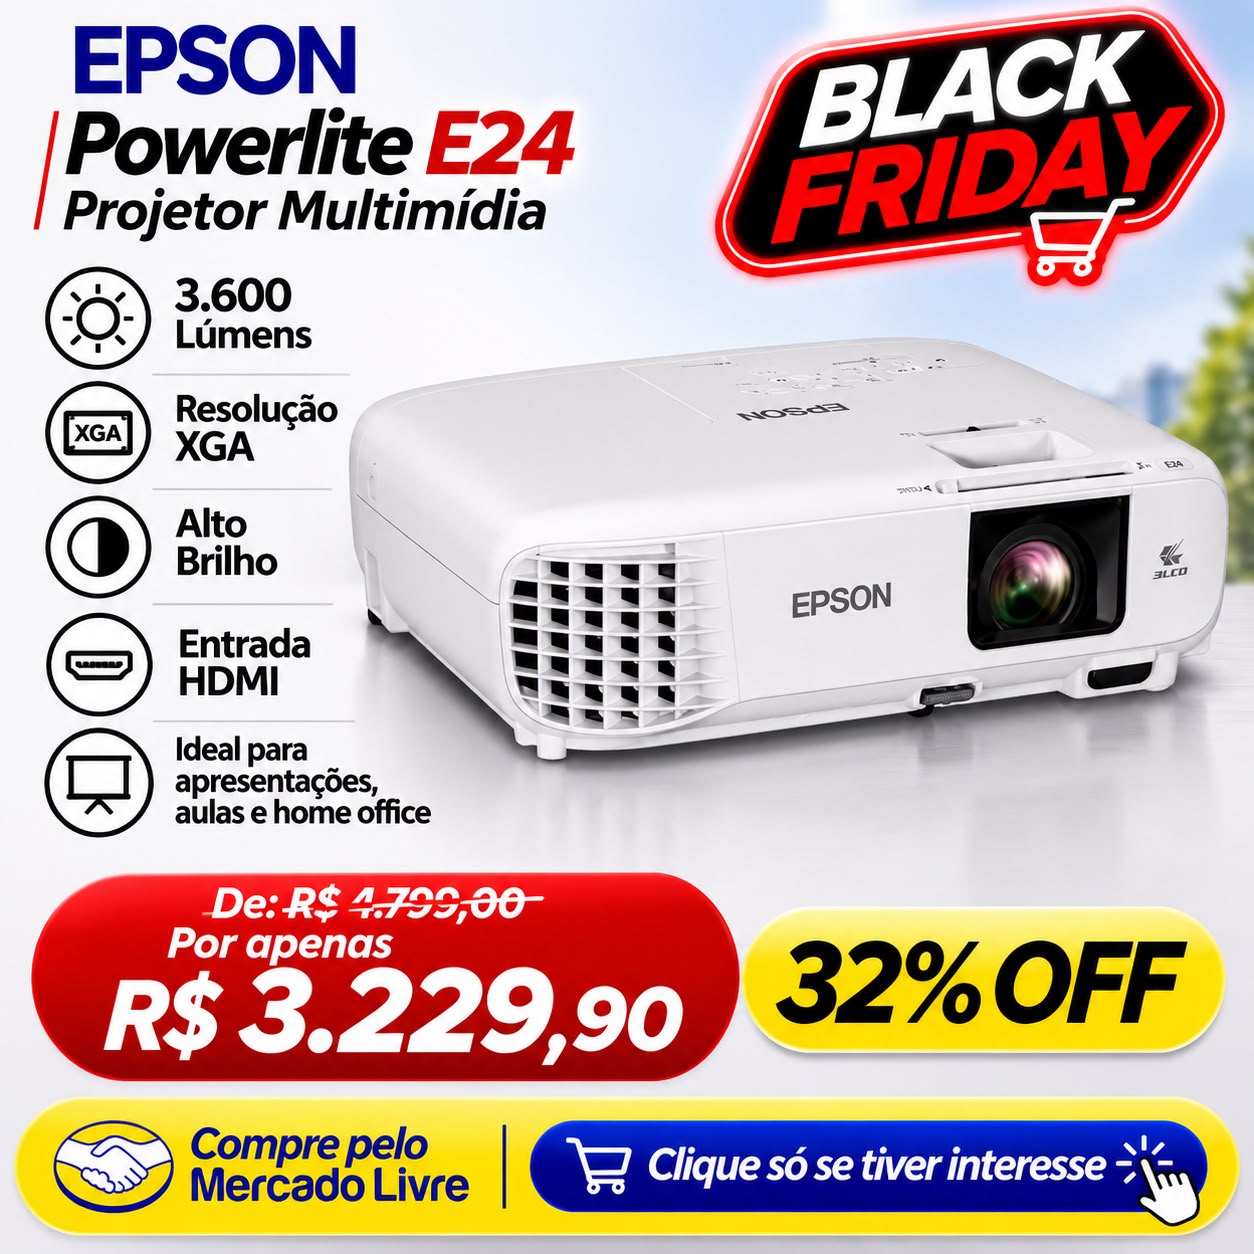 EPSON
Powerlite E24
Projetor Multimídia
BLACK
FRIDAY
3.600
Lúmens
XGA
Resolução
XGA
Alto
Brilho
Entrada
HDMI
Ideal para
apresentações,
aulas e home office
EPSON
E24
EPSON
3LCD
De: R$ 4.799,00
Por apenas
R$ 3.229,90
32% OFF
Compre pelo
Mercado Livre
Clique só se tiver interesse